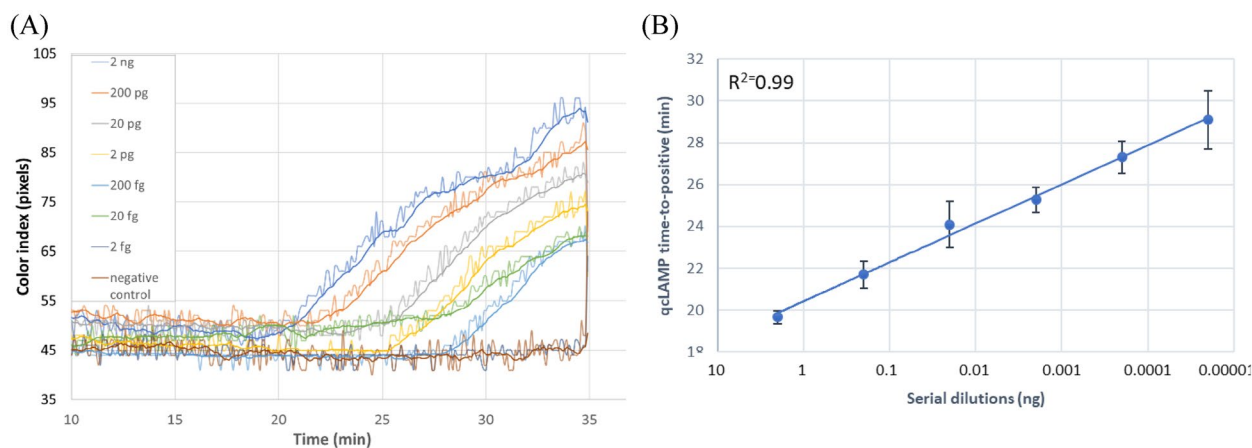 (A)
105
95
85
75
65
55
45
35
Color index (pixels)
2 ng
200 pg
20 pg
2 pg
200 fg
20 fg
2 fg
negative
control
10 15 20 25 30 35
Time (min)
(B)
R²=0.99
32
30
28
26
24
22
20
qcLAMP time-to-positive (min)
10 1 0.1 0.01 0.001 0.0001 0.00001
Serial dilutions (ng)